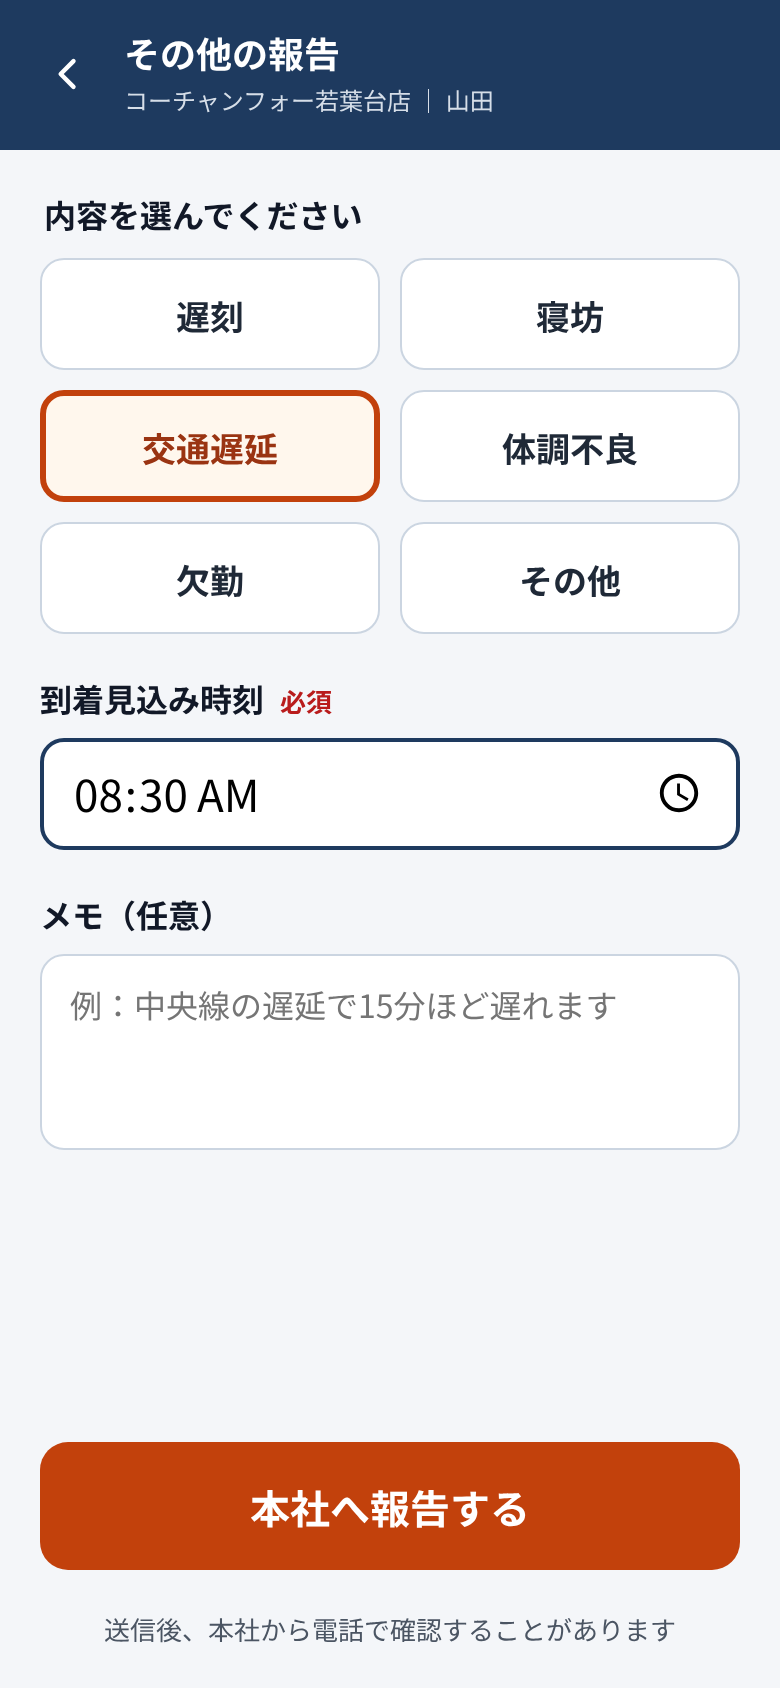 その他の報告
コーチャンフォー若葉台店｜山田
内容を選んでください
遅刻
寝坊
交通遅延
体調不良
欠勤
その他
到着見込み時刻 必須
08:30 AM
メモ（任意）
例：中央線の遅延で15分ほど遅れます
本社へ報告する
送信後、本社から電話で確認することがあります